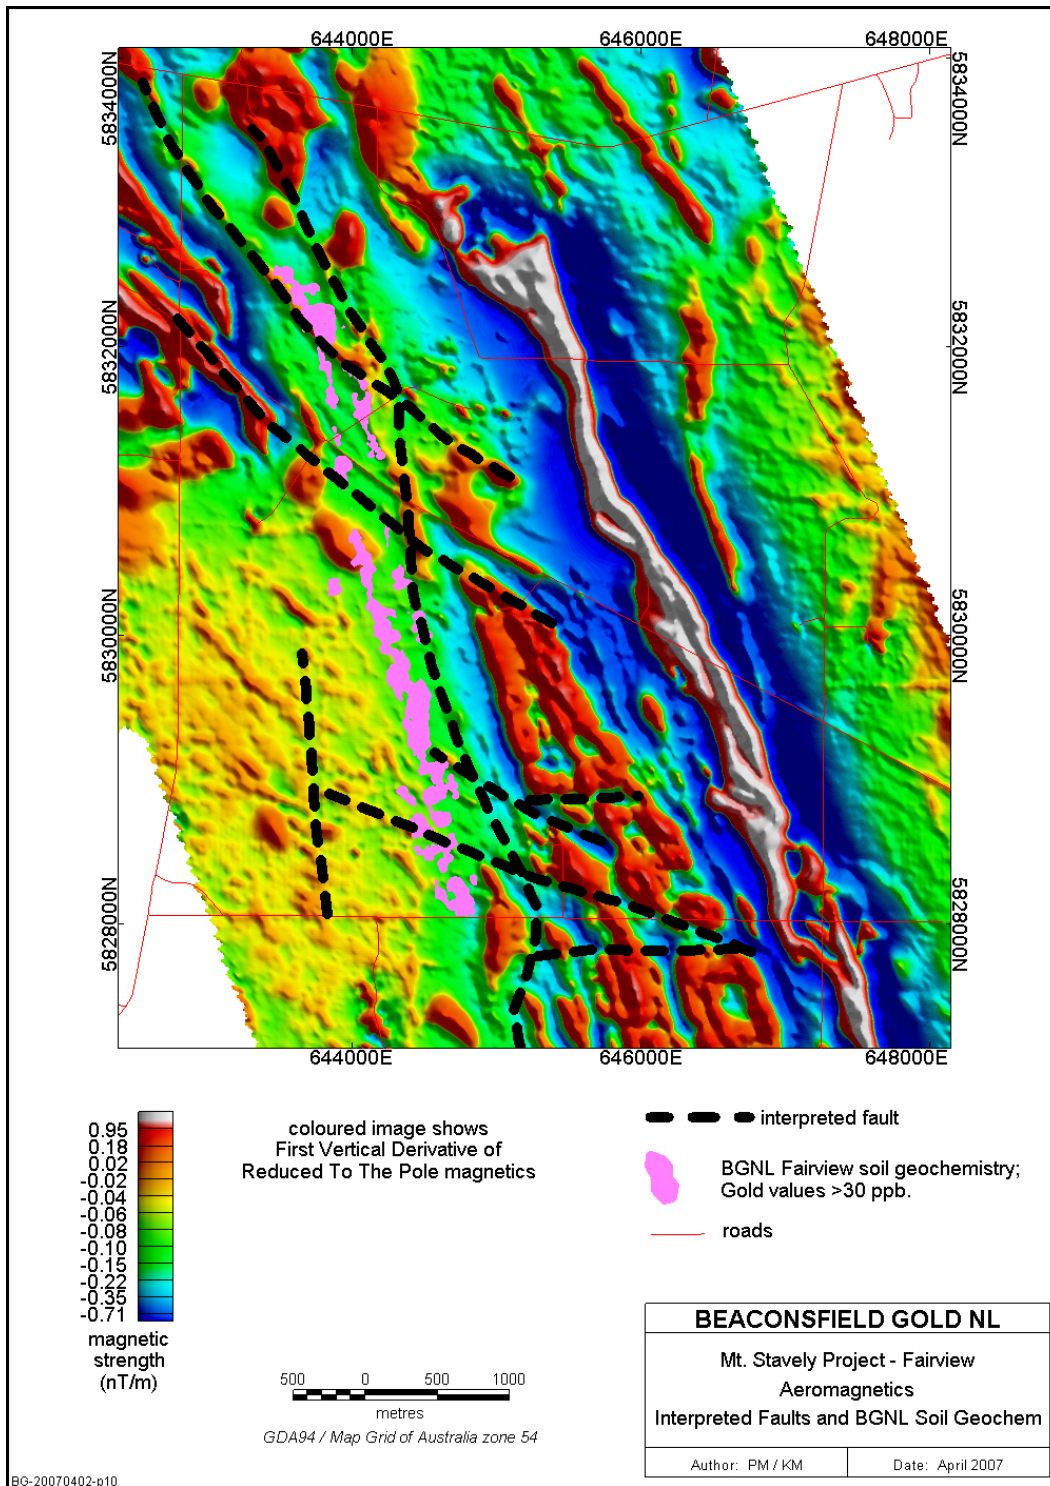 644000E
646000E
648000E
5834000N
5834000N
5832000N
5832000N
5830000N
5830000N
5828000N
5828000N
644000E
646000E
648000E
0.95
0.18
0.02
-0.02
-0.04
-0.06
-0.08
-0.10
-0.15
-0.22
-0.35
-0.71
magnetic
strength
(nT/m)
coloured image shows
First Vertical Derivative of
Reduced To The Pole magnetics
interpreted fault
BGNL Fairview soil geochemistry;
Gold values >30 ppb.
roads
500 0 500 1000
metres
GDA94 / Map Grid of Australia zone 54
BEACONSFIELD GOLD NL
Mt. Stavely Project - Fairview
Aeromagnetics
Interpreted Faults and BGNL Soil Geochem
Author: PM / KM
Date: April 2007
BG-20070402-p10